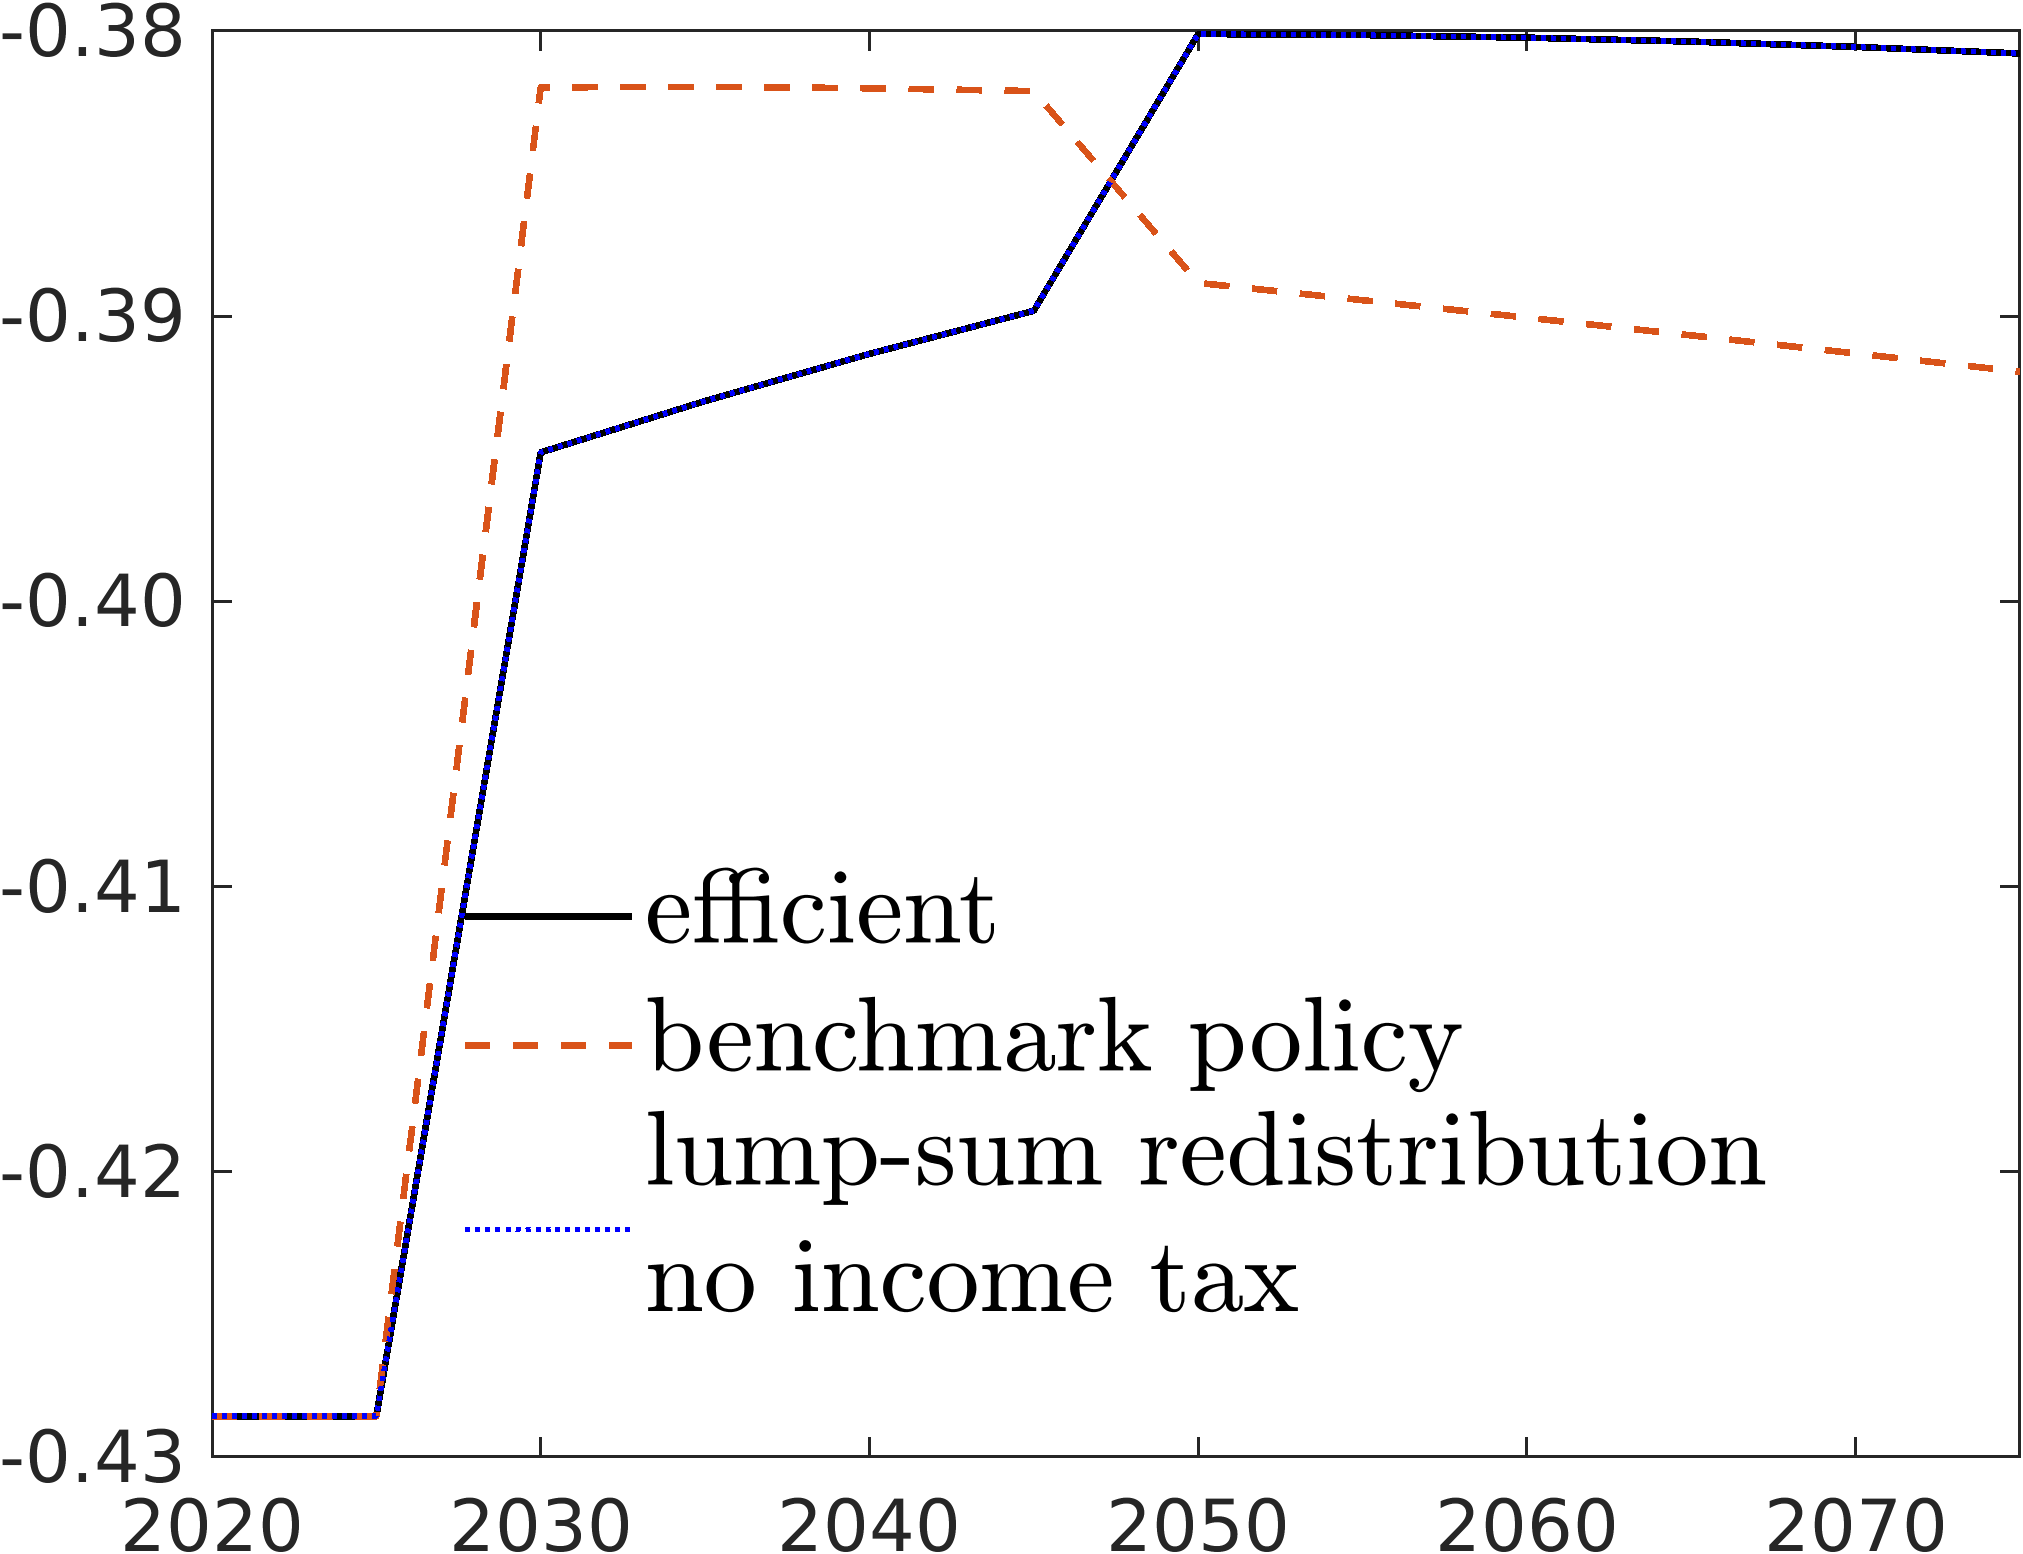 -0.38
-0.39
-0.40
-0.41
efficient
benchmark policy
lump-sum redistribution
-0.42
no income tax
-0.43
2020 2030 2040 2050 2060 2070